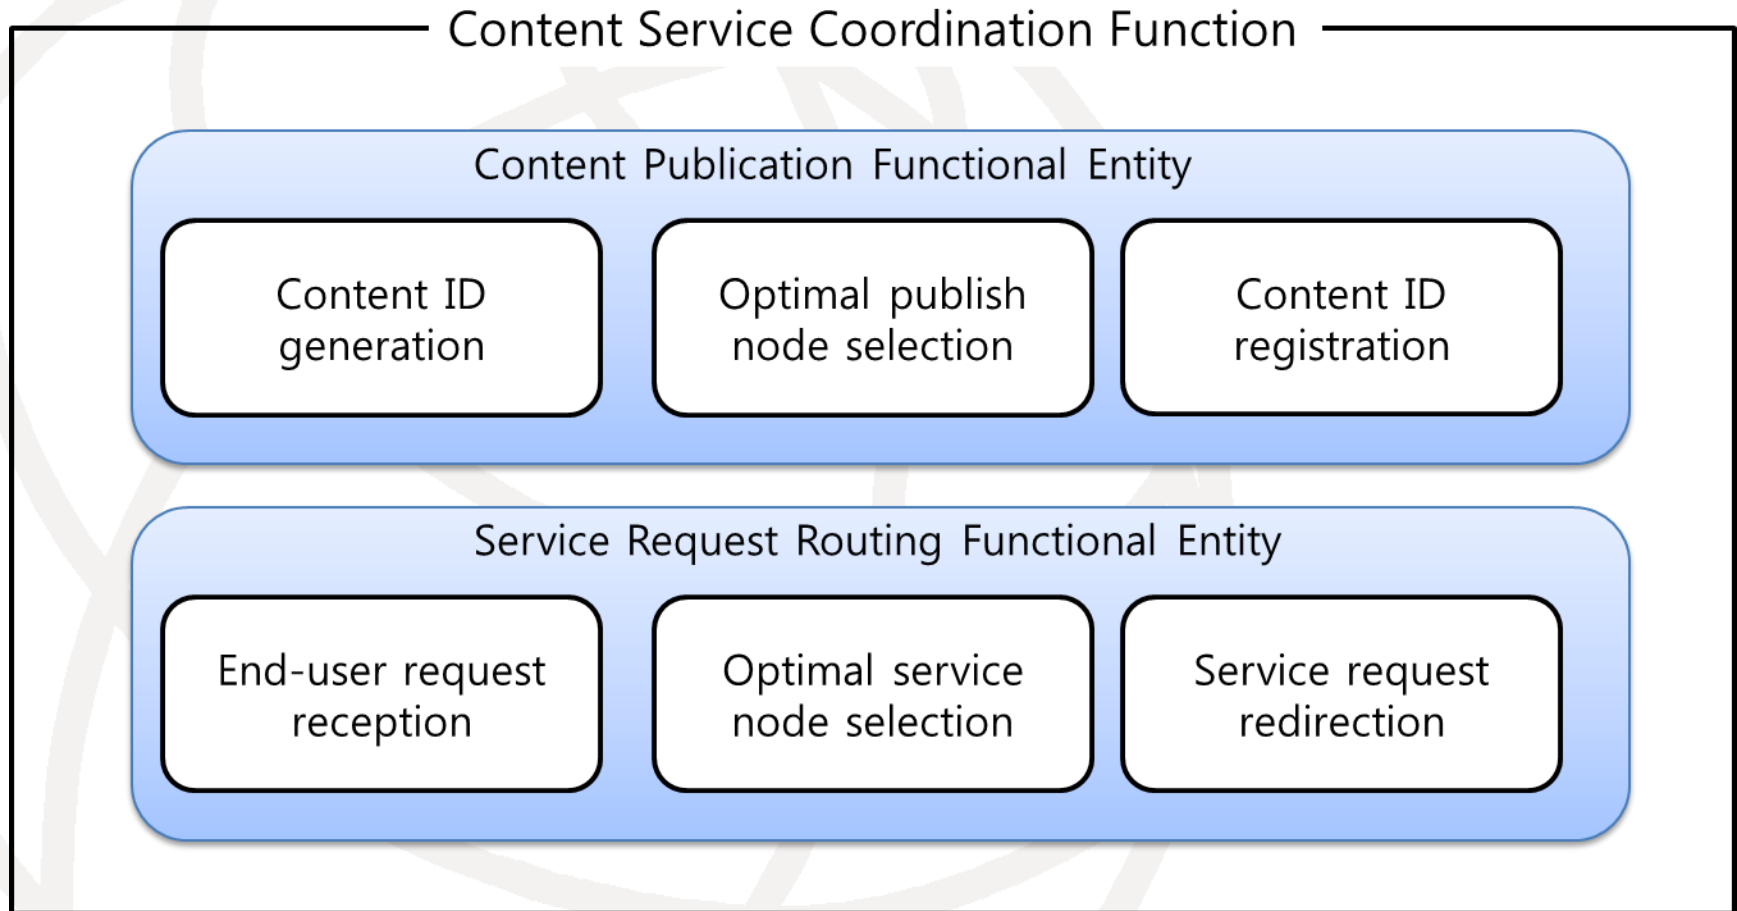 Content Service Coordination Function
Content Publication Functional Entity
Content ID
generation
Optimal publish
node selection
Content ID
registration
Service Request Routing Functional Entity
End-user request
reception
Optimal service
node selection
Service request
redirection